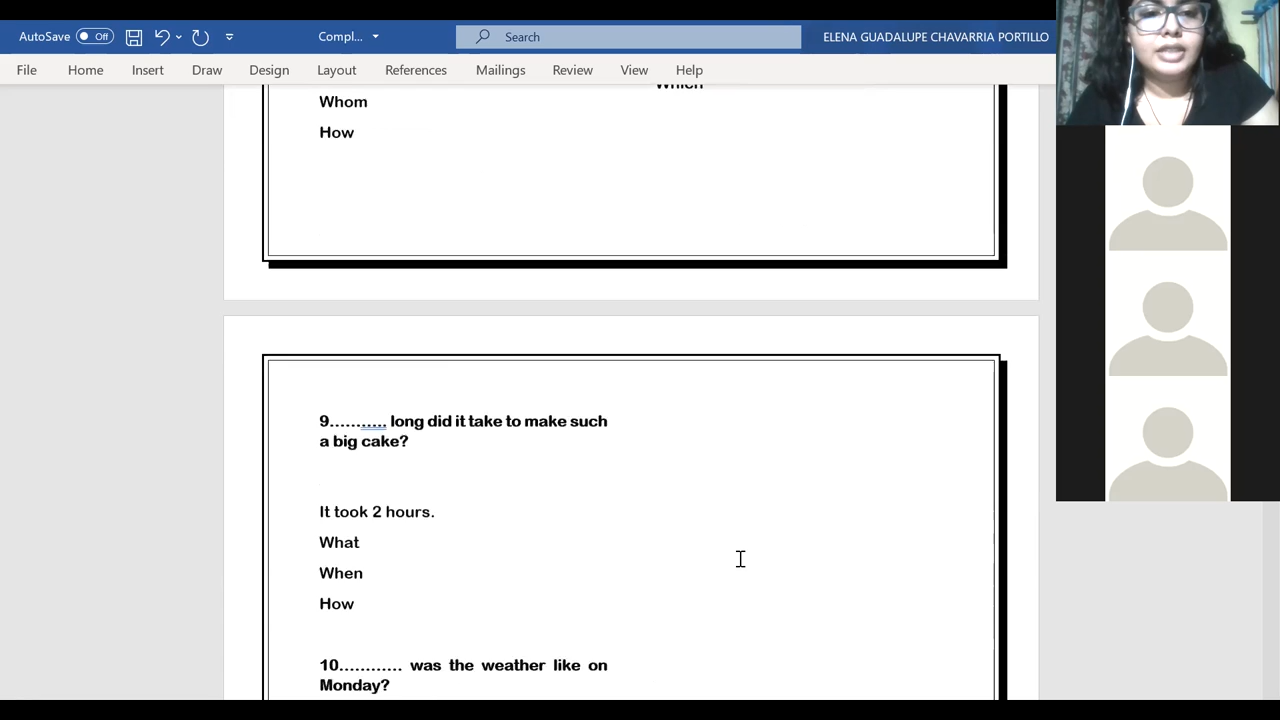 AutoSave Off Compl... Search ELENA GUADALUPE CHAVARRIA PORTILLO
File Home Insert Draw Design Layout References Mailings Review View Help
Which
Whom
How
9........... long did it take to make such
a big cake?
It took 2 hours.
What
When
How
10............ was the weather like on
Monday?